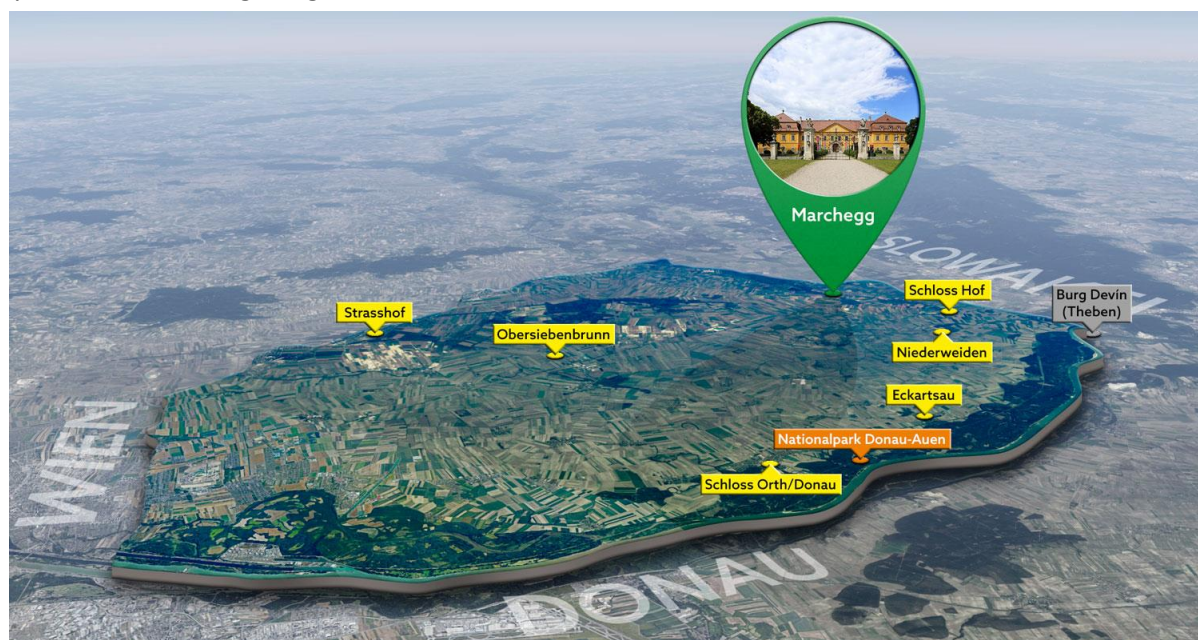 Marchegg
SLOWAKEI
Schloss Hof
Burg Devín
(Theben)
Strasshof
Obersiebenbrunn
Niederweiden
Eckartsau
WIEN
Nationalpark Donau-Auen
Schloss Orth/Donau
DONAU